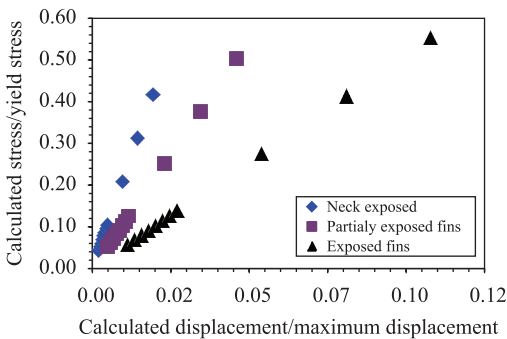 0.60
0.50
0.40
0.30
0.20
0.10
0.00
Calculated stress/yield stress
Neck exposed
Partialy exposed fins
Exposed fins
0.00 0.02 0.05 0.07 0.10 0.12
Calculated displacement/maximum displacement